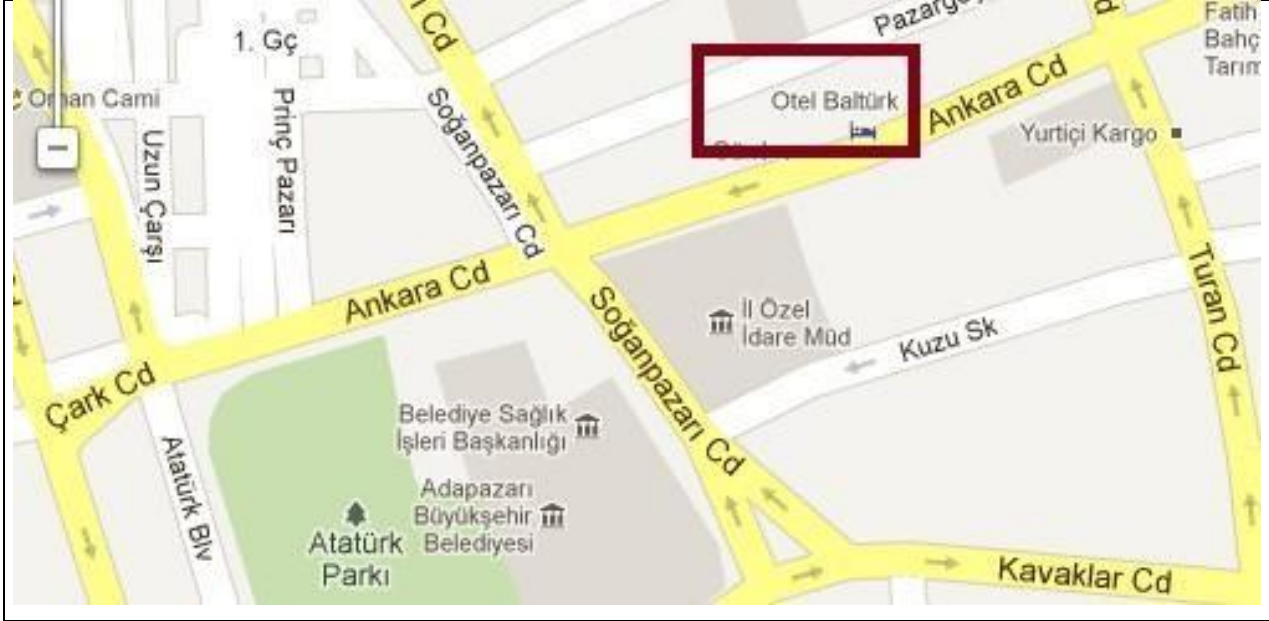 Fatih
Bahç
Tarım
1. Gç
Otel Baltürk
Ankara Cd
Orhan Cami
Prinç Pazarı
Soğanpazarı Cd
Yurtiçi Kargo
Uzun Çarşı
Ankara Cd
Soğanpazarı Cd
Turan Cd
İl Özel
İdare Müd
Kuzu Sk
Çark Cd
Belediye Sağlık
İşleri Başkanlığı
Atatürk Blv
Adapazarı
Büyükşehir
Belediyesi
Atatürk
Parkı
Kavaklar Cd